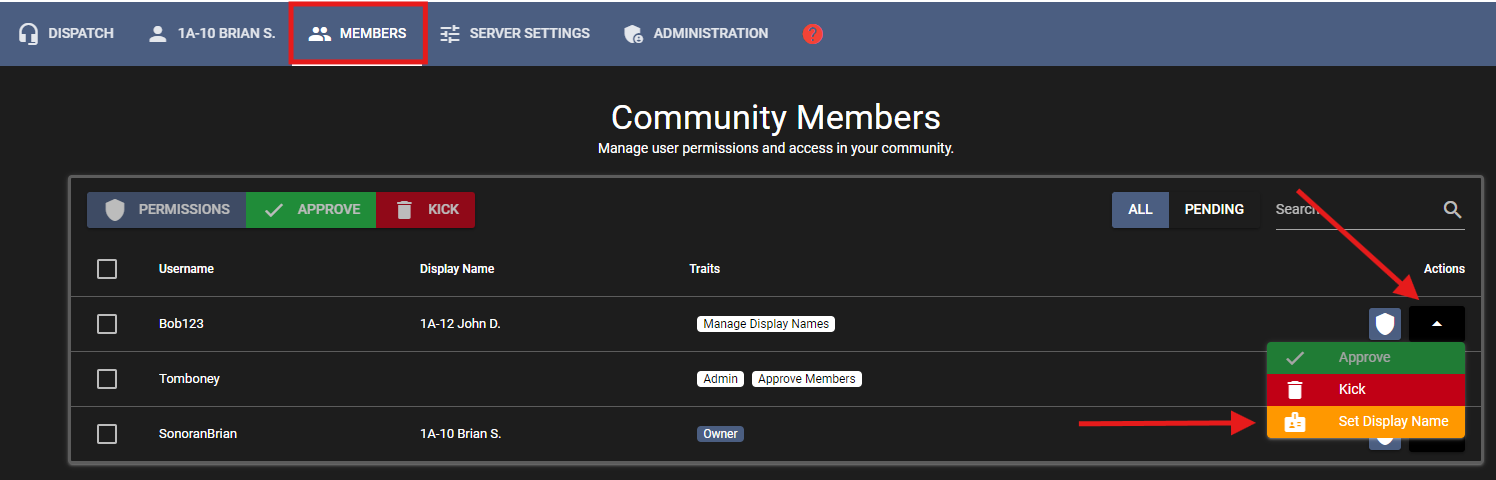 DISPATCH 1A-10 BRIAN S. MEMBERS SERVER SETTINGS ADMINISTRATION ?
Community Members
Manage user permissions and access in your community.
PERMISSIONS APPROVE KICK ALL PENDING Search
Username Display Name Traits Actions
Bob123 1A-12 John D. Manage Display Names
Approve
Tomboney Admin Approve Members
Kick
Set Display Name
SonoranBrian 1A-10 Brian S. Owner